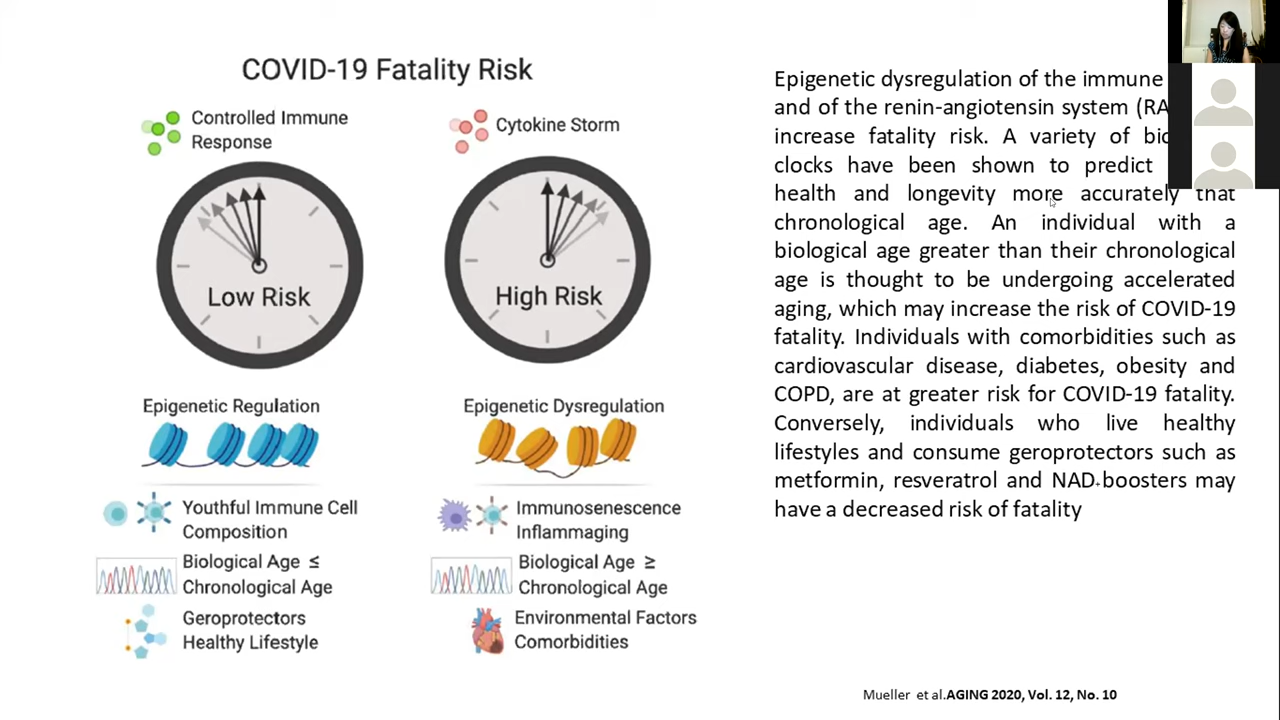 COVID-19 Fatality Risk
Controlled Immune
Response
Cytokine Storm
Low Risk
High Risk
Epigenetic Regulation
Epigenetic Dysregulation
Youthful Immune Cell
Composition
Immunosenescence
Inflammaging
Biological Age ≤
Chronological Age
Biological Age ≥
Chronological Age
Geroprotectors
Healthy Lifestyle
Environmental Factors
Comorbidities
Epigenetic dysregulation of the immune
and of the renin-angiotensin system
increase fatality risk. A variety of
clocks have been shown to predict
health and longevity more accurately that
chronological age. An individual with a
biological age greater than their chronological
age is thought to be undergoing accelerated
aging, which may increase the risk of COVID-19
fatality. Individuals with comorbidities such as
cardiovascular disease, diabetes, obesity and
COPD, are at greater risk for COVID-19 fatality.
Conversely, individuals who live healthy
lifestyles and consume geroprotectors such as
metformin, resveratrol and NAD+ boosters may
have a decreased risk of fatality
Mueller et al.AGING 2020, Vol. 12, No. 10